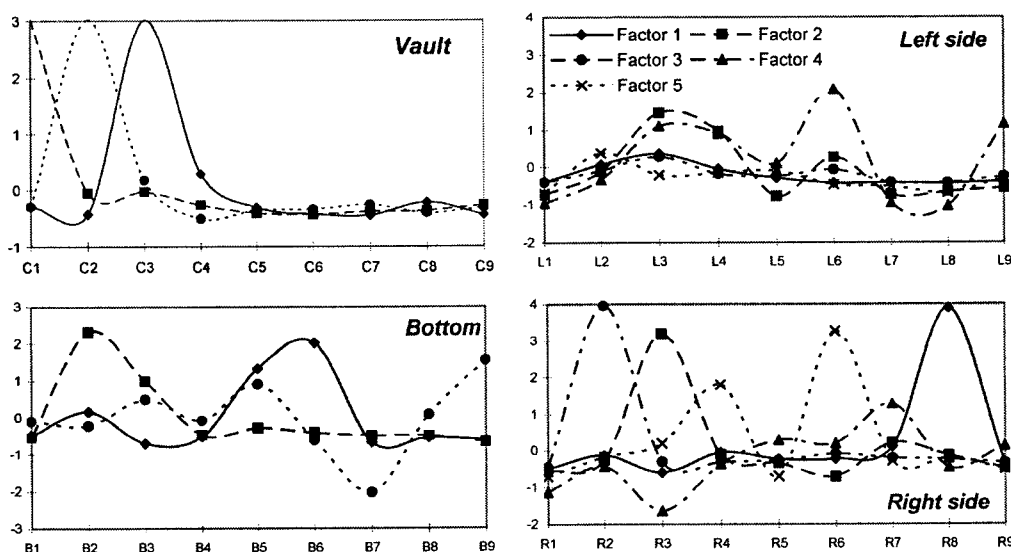 Vault
3
2
1
0
-1
C1 C2 C3 C4 C5 C6 C7 C8 C9
Left side
Factor 1 Factor 2
Factor 3 Factor 4
Factor 5
4
3
2
1
0
-1
-2
L1 L2 L3 L4 L5 L6 L7 L8 L9
Bottom
4
3
2
1
0
-1
-2
-3
B1 B2 B3 B4 B5 B6 B7 B8 B9
4
3
2
1
0
-1
-2
Right side
R1 R2 R3 R4 R5 R6 R7 R8 R9